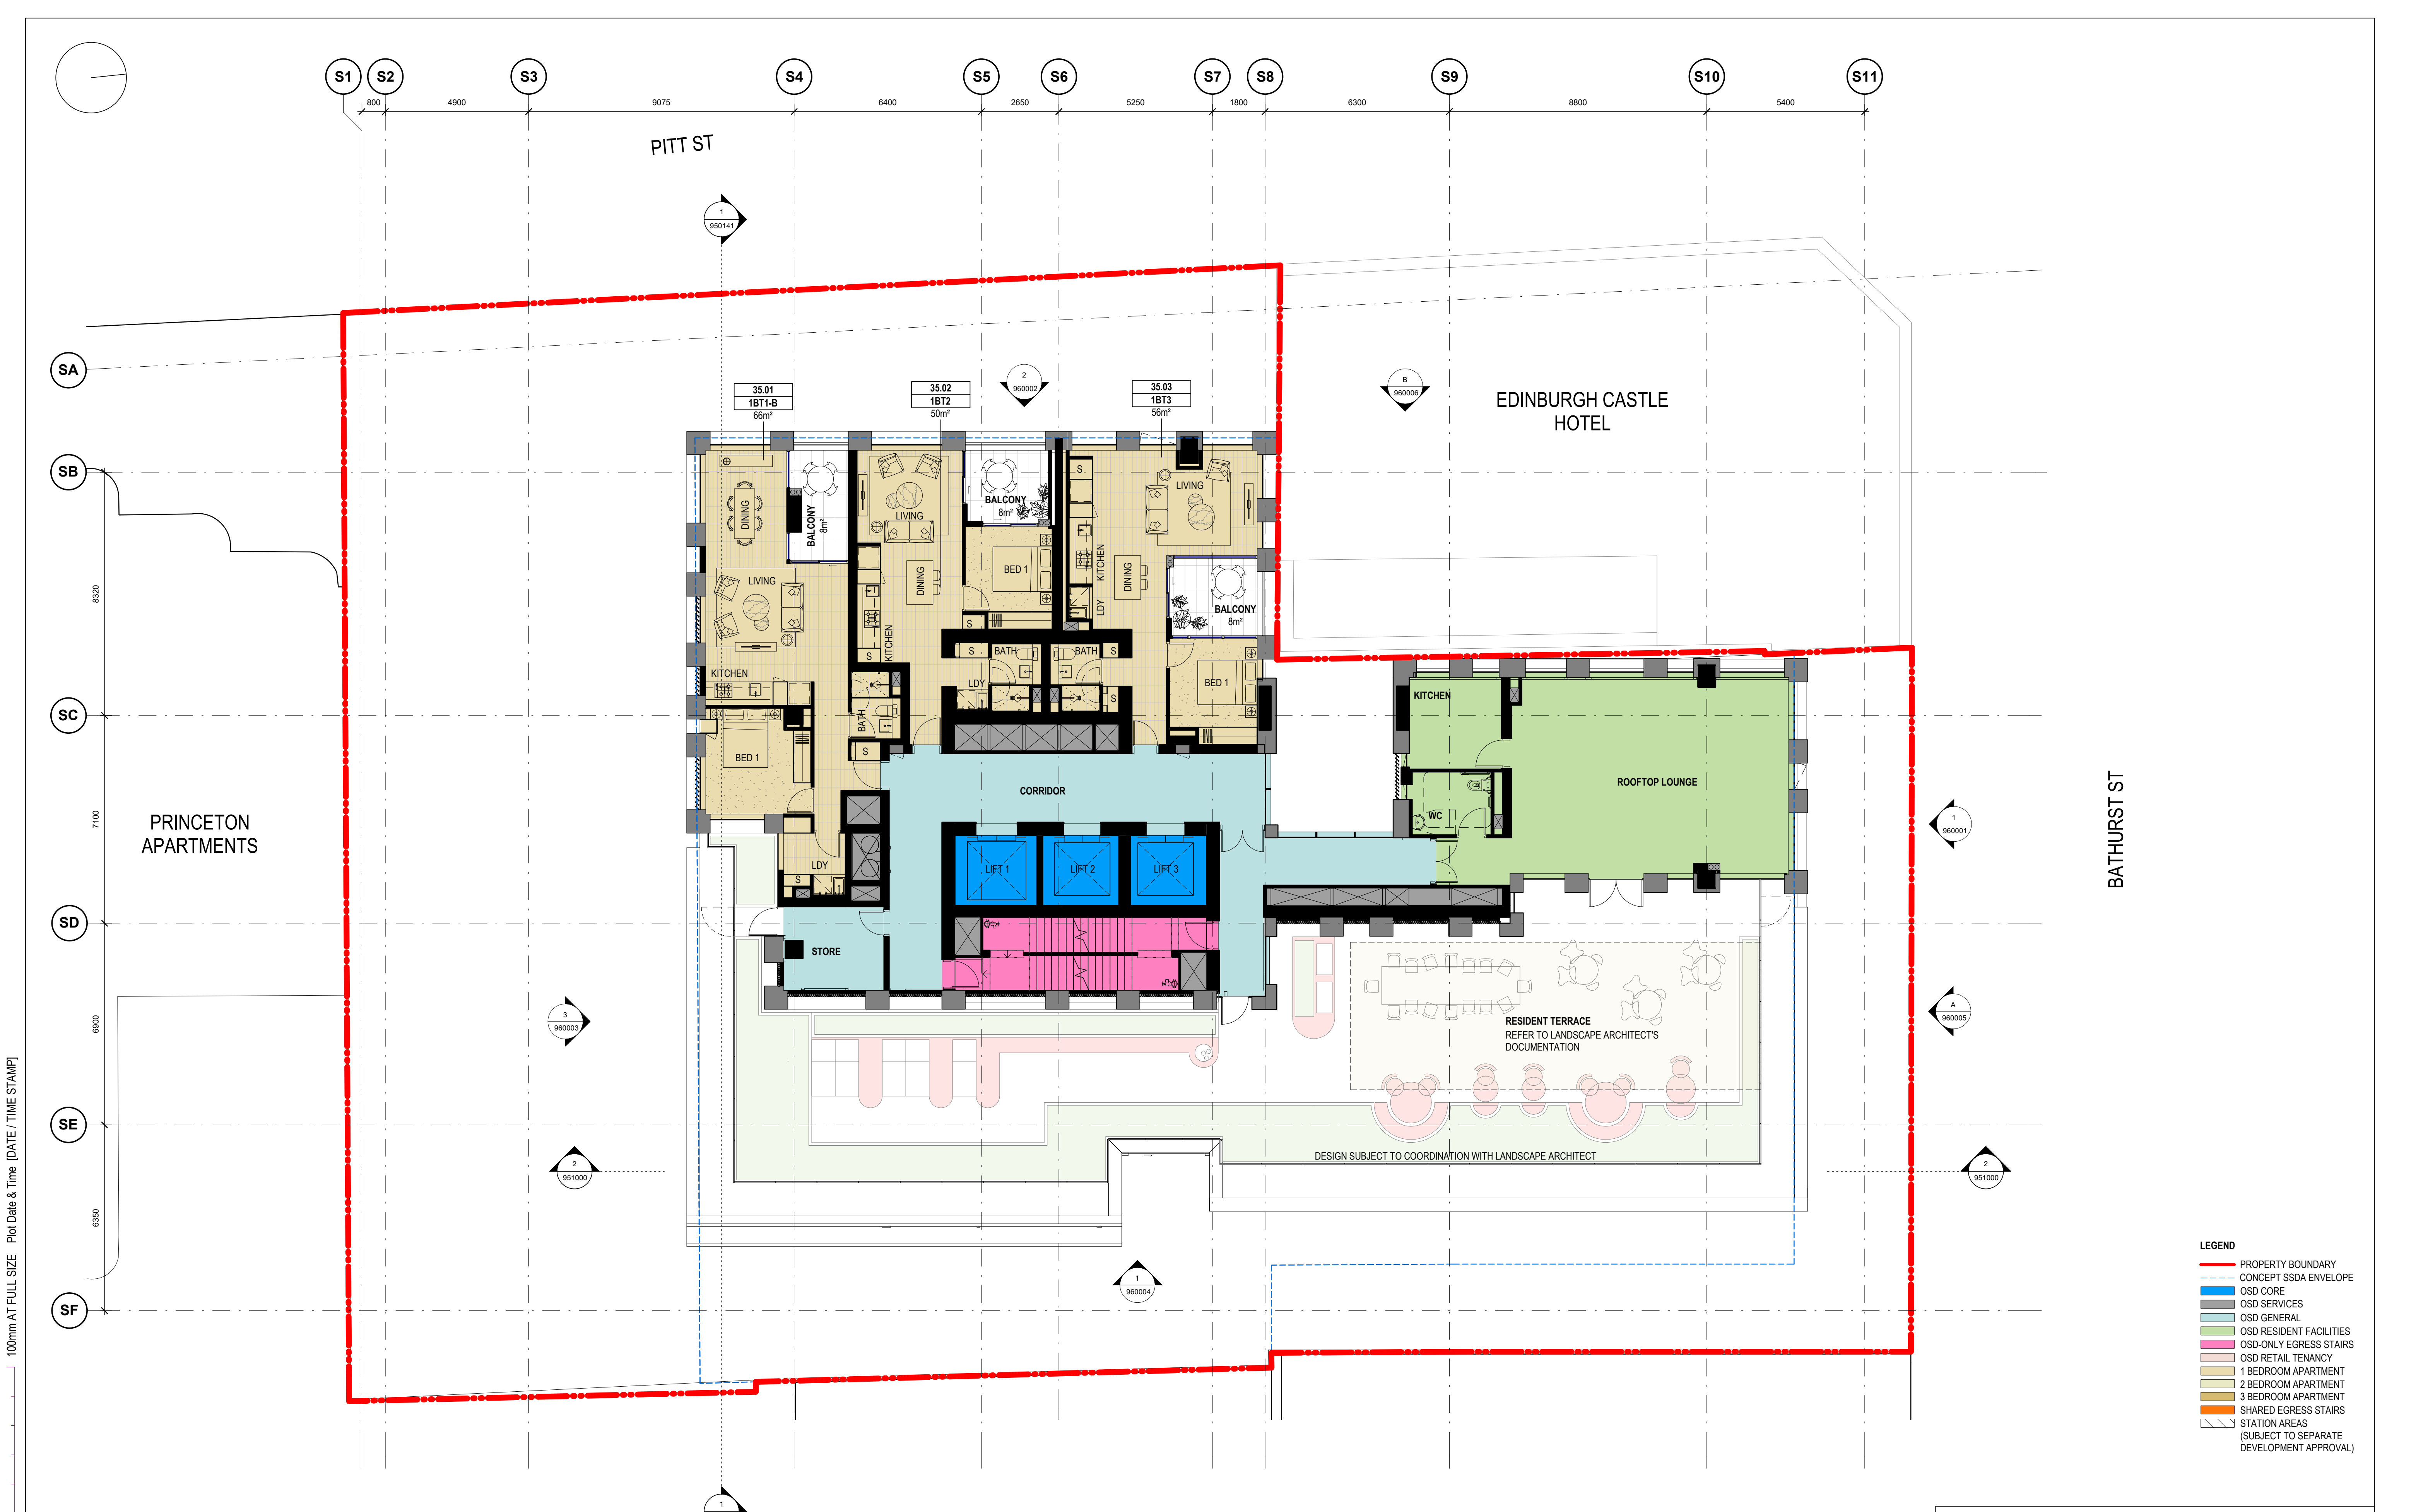 S1 S2 S3 S4 S5 S6 S7 S8 S9 S10 S11
800 4900 9075 6400 2650 5250 1800 6300 8800 5400
PITT ST
1
950141
SA
SB
SC
SD
SE
SF
8320
7100
6900
6350
35.01
1BT1-B
66m²
35.02
1BT2
50m²
2
960002
35.03
1BT3
56m²
B
960006
EDINBURGH CASTLE
HOTEL
DINING
BALCONY
8m²
LIVING
KITCHEN
BED 1
BATH
S
LDY
S
LIVING
DINING
KITCHEN
S
BALCONY
8m²
BED 1
S
S
BATH
LDY
S
LIVING
KITCHEN
DINING
LDY
BALCONY
8m²
BATH
S
S
BED 1
CORRIDOR
LIFT 1
LIFT 2
LIFT 3
STORE
KITCHEN
WC
ROOFTOP LOUNGE
PRINCETON
APARTMENTS
BATHURST ST
1
960001
A
960005
3
960003
2
951000
2
951000
1
960004
1
RESIDENT TERRACE
REFER TO LANDSCAPE ARCHITECT'S
DOCUMENTATION
DESIGN SUBJECT TO COORDINATION WITH LANDSCAPE ARCHITECT
LEGEND
PROPERTY BOUNDARY
CONCEPT SSDA ENVELOPE
OSD CORE
OSD SERVICES
OSD GENERAL
OSD RESIDENT FACILITIES
OSD-ONLY EGRESS STAIRS
OSD RETAIL TENANCY
1 BEDROOM APARTMENT
2 BEDROOM APARTMENT
3 BEDROOM APARTMENT
SHARED EGRESS STAIRS
STATION AREAS
(SUBJECT TO SEPARATE
DEVELOPMENT APPROVAL)
100mm AT FULL SIZE Plot Date & Time [DATE / TIME STAMP]